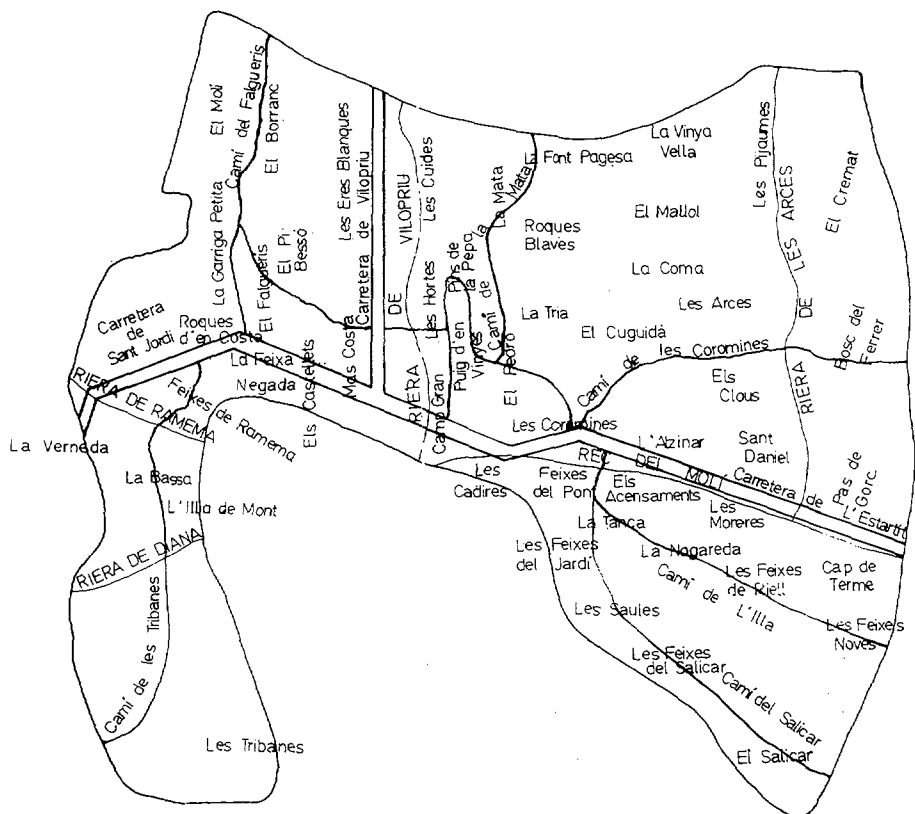 El Molí
Camí del Falgueris
El Borranc
La Garriga Petita
El Falgueris
El Pi
Bessó
Les Eres Blanques
Carretera de Vilopriu
Mas Costa
RIERA DE VILOPRIU
Les Guides
Les Hortes
Camp Gran
Pins de
la Pepa
Puig d'en
Vinyes
Camí de la Mata
La Mata
El Pedró
La Font Pagesa
La Vinya
Vella
Les Pijaumes
RIERA DE LES ARCES
El Cremat
El Mallol
Roques
Blaves
La Coma
La Tria
Les Arces
El Cuguidà
Camí de les Coromines
Bosc del
Ferrer
Els
Clous
Carretera
de
Sant Jordi
Roques
d'en Costa
La Feixa
Negada
Els Castellets
RIERA DE RAMEMA
Feixes de Ramema
La Verneda
La Bassa
L'Illa de Mont
RIERA DE DIANA
Camí de les Tribanes
Les Tribanes
Les Coromines
L'Alzinar
Sant
Daniel
REC DEL MOLÍ
Carretera de L'Estartit
Pas de
Gorc.
Les
Cadires
Feixes
del Pont
Els
Acensaments
Les
Moreres
La Tanca
La Nogareda
Les Feixes
del Jardí
Les Feixes
de Riell
Cap de
Terme
Camí de L'Illa
Les Feixes
Noves
Les Saules
Les Feixes
del Salicar
Camí del Salicar
El Salicar